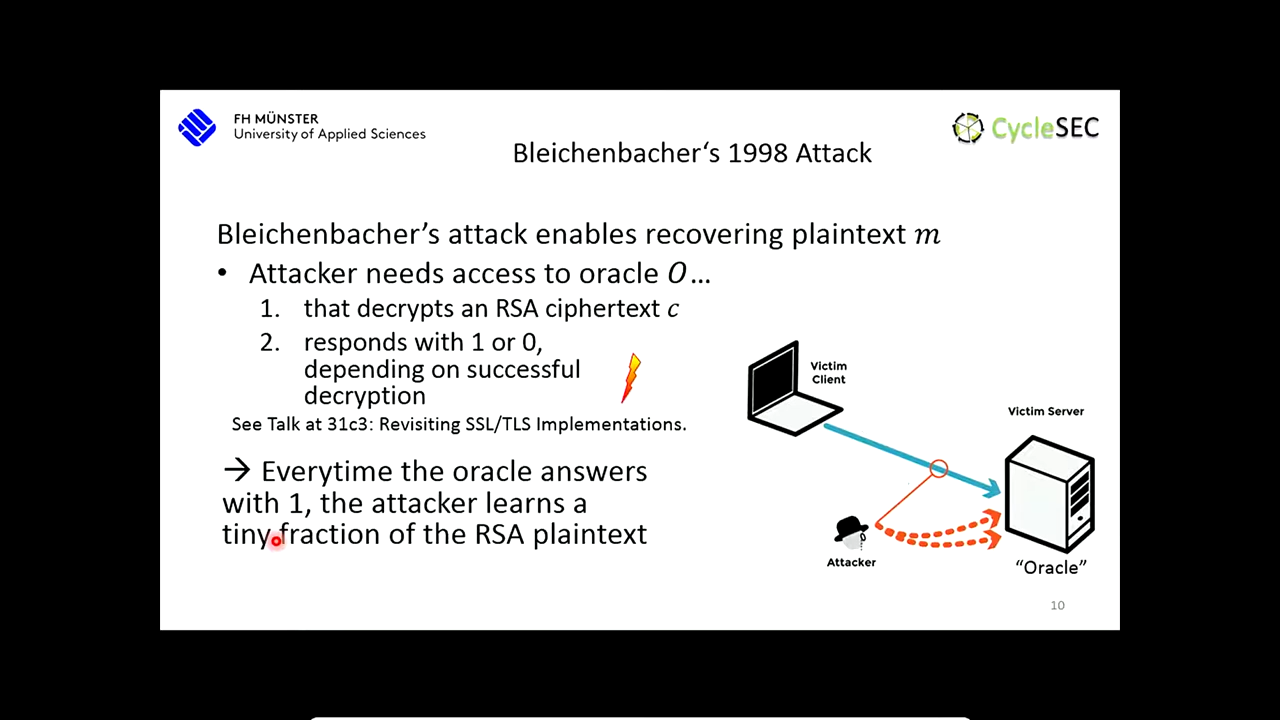 FH MÜNSTER
University of Applied Sciences
CycleSEC
Bleichenbacher‘s 1998 Attack
Bleichenbacher’s attack enables recovering plaintext m
• Attacker needs access to oracle O…
1. that decrypts an RSA ciphertext c
2. responds with 1 or 0,
depending on successful
decryption
See Talk at 31c3: Revisiting SSL/TLS Implementations.
→ Everytime the oracle answers
with 1, the attacker learns a
tiny fraction of the RSA plaintext
Victim
Client
Victim Server
Attacker
“Oracle”
10